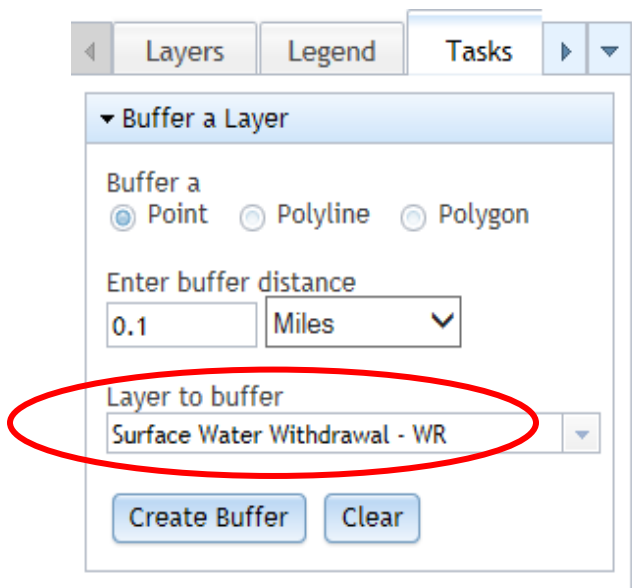 Layers Legend Tasks
Buffer a Layer
Buffer a
Point Polyline Polygon
Enter buffer distance
0.1 Miles
Layer to buffer
Surface Water Withdrawal - WR
Create Buffer Clear